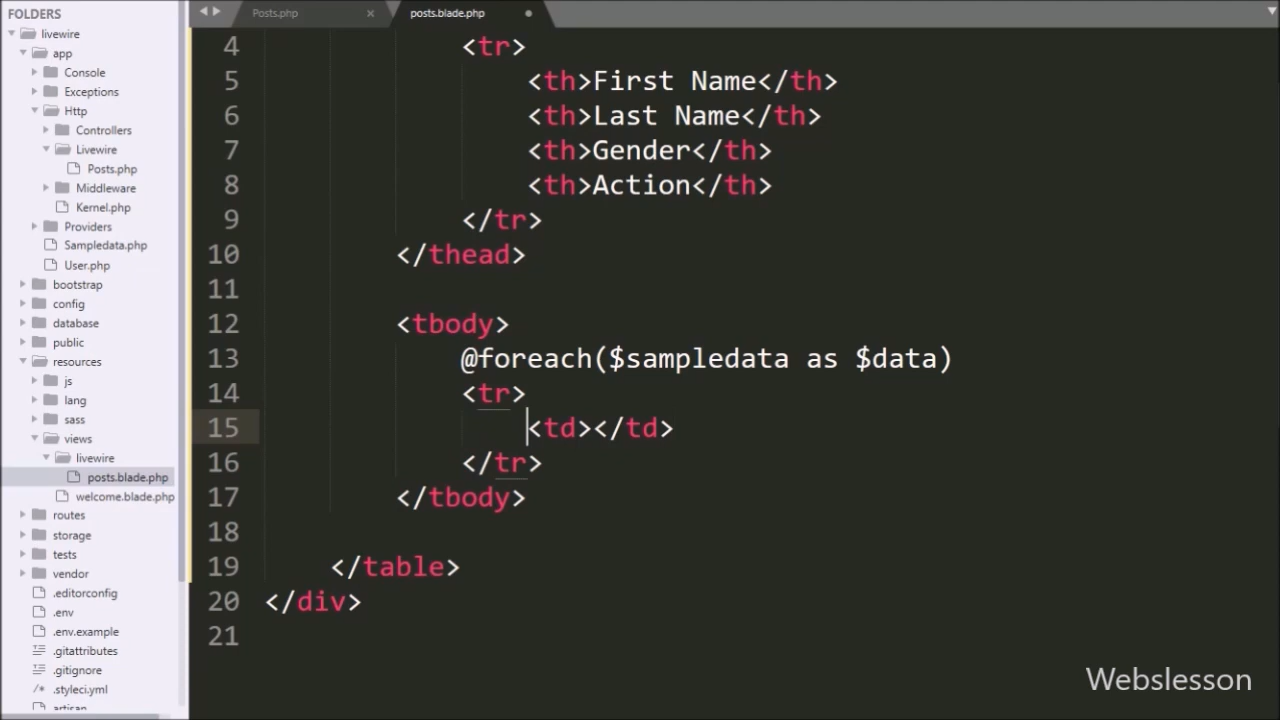 FOLDERS
livewire
app
Console
Exceptions
Http
Controllers
Livewire
Posts.php
Middleware
Kernel.php
Providers
Sampledata.php
User.php
bootstrap
config
database
public
resources
js
lang
sass
views
livewire
posts.blade.php
welcome.blade.php
routes
storage
tests
vendor
.editorconfig
.env
.env.example
.gitattributes
.gitignore
.styleci.yml
artisan
Posts.php
posts.blade.php
4 <tr>
5 <th>First Name</th>
6 <th>Last Name</th>
7 <th>Gender</th>
8 <th>Action</th>
9 </tr>
10 </thead>
11
12 <tbody>
13 @foreach($sampledata as $data)
14 <tr>
15 <td></td>
16 </tr>
17 </tbody>
18
19 </table>
20 </div>
21
Webslesson